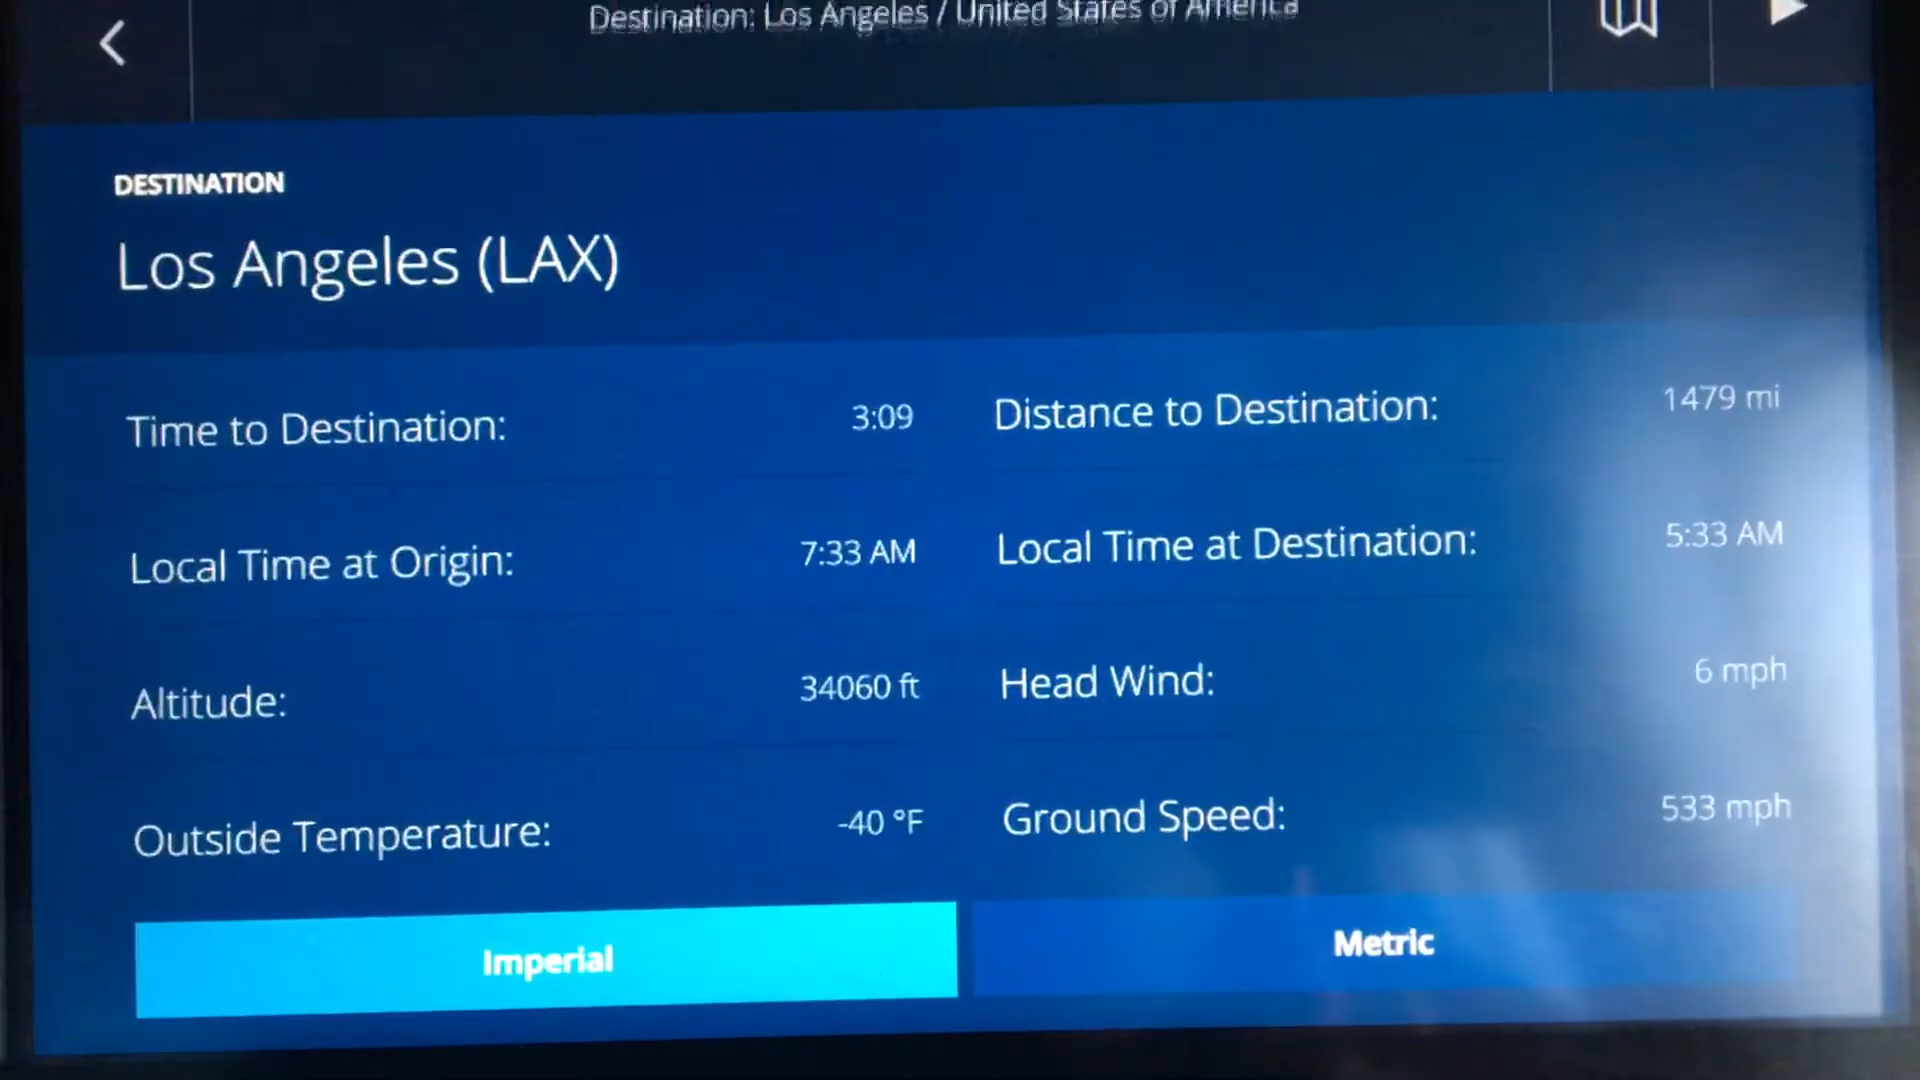 Destination: Los Angeles / United States of America
DESTINATION
Los Angeles (LAX)
Time to Destination: 3:09
Distance to Destination: 1479 mi
Local Time at Origin: 7:33 AM
Local Time at Destination: 5:33 AM
Altitude: 34060 ft
Head Wind: 6 mph
Outside Temperature: -40 °F
Ground Speed: 533 mph
Imperial
Metric